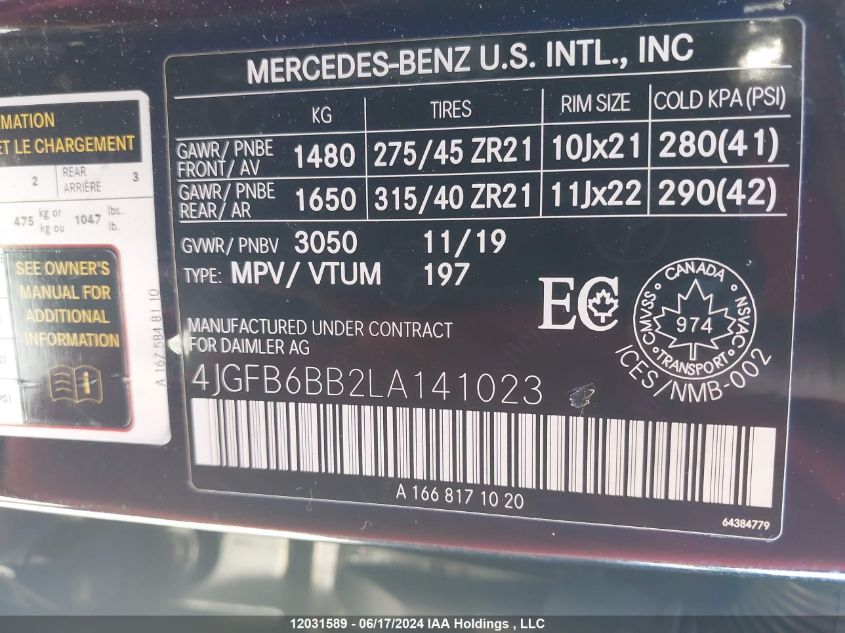 MERCEDES-BENZ U.S. INTL., INC
KG TIRES RIM SIZE COLD KPA (PSI)
GAWR/ PNBE FRONT/ AV 1480 275/45 ZR21 10Jx21 280(41)
GAWR/ PNBE REAR/ AR 1650 315/40 ZR21 11Jx22 290(42)
GVWR/ PNBV 3050 11/19
TYPE: MPV/ VTUM 197
MANUFACTURED UNDER CONTRACT
FOR DAIMLER AG
4JGFB6BB2LA141023
A 166 817 10 20
64384779
EC
CANADA
CMVSS NSVAC
974
TRANSPORT
ICES/NMB-002
ET LE CHARGEMENT
2 REAR ARRIÈRE 3
475 kg or kg ou 1047 lbs. lb.
SEE OWNER'S
MANUAL FOR
ADDITIONAL
INFORMATION
A 167 584 81 10
12031589 - 06/17/2024 IAA Holdings , LLC